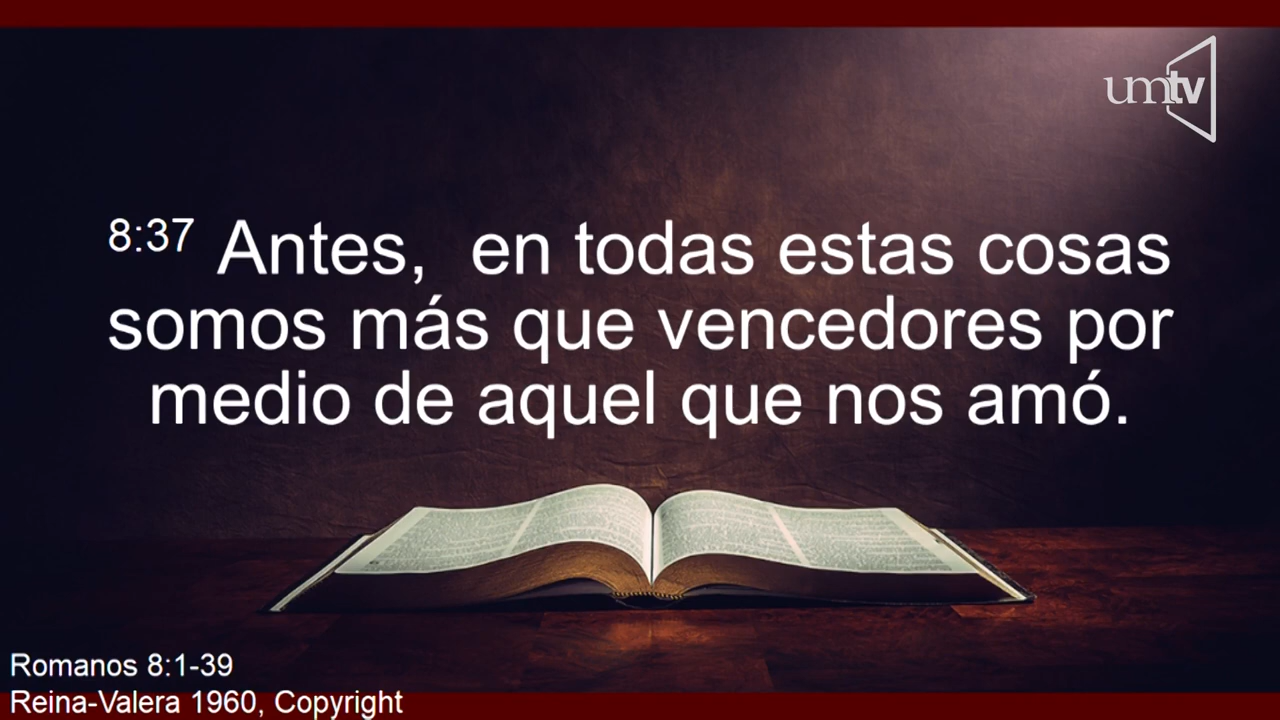 umtv
8:37 Antes, en todas estas cosas
somos más que vencedores por
medio de aquel que nos amó.
Romanos 8:1-39
Reina-Valera 1960, Copyright